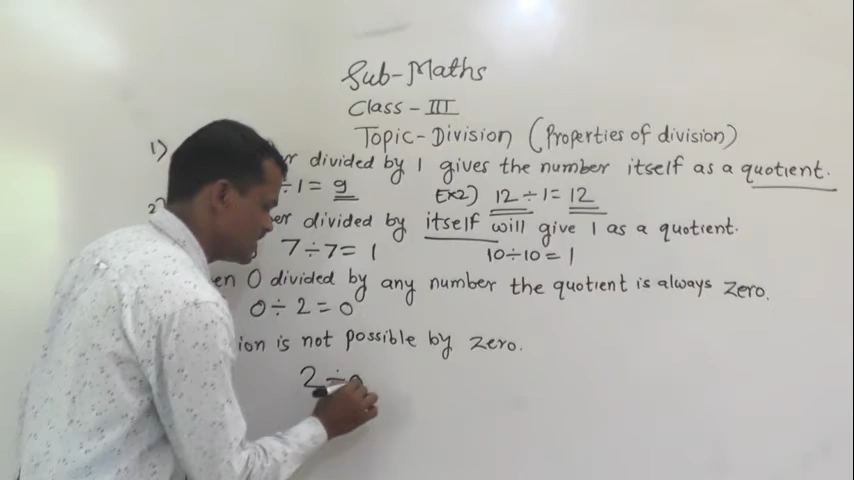 Sub-Maths
Class - III
Topic-Division (Properties of division)
1) divided by 1 gives the number itself as a quotient.
÷1= 9 Ex2) 12 ÷1= 12
2) divided by itself will give 1 as a quotient.
7÷7= 1 10÷10=1
0 divided by any number the quotient is always zero.
0÷ 2 = 0
is not possible by zero.
2 ÷